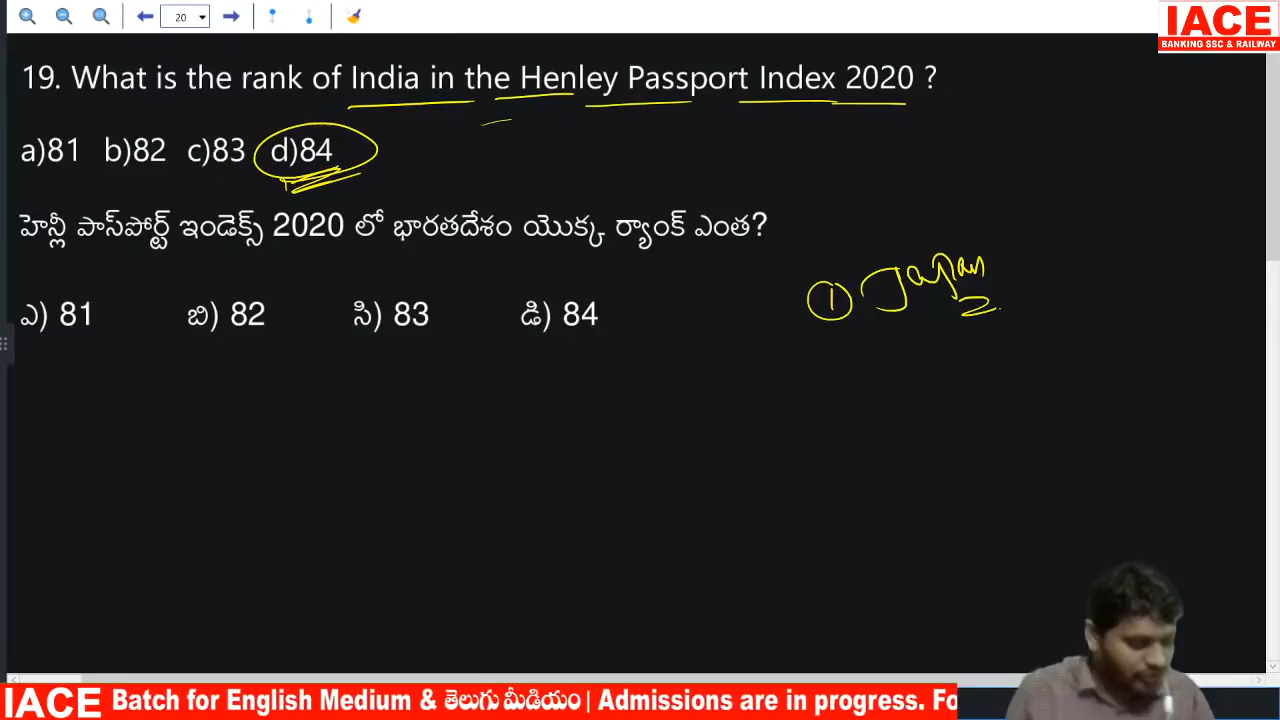 20
IACE
BANKING SSC & RAILWAY
19. What is the rank of India in the Henley Passport Index 2020 ?
a)81 b)82 c)83 d)84
హెన్లీ పాస్‌పోర్ట్ ఇండెక్స్ 2020 లో భారతదేశం యొక్క ర్యాంక్ ఎంత?
ఎ) 81 బి) 82 సి) 83 డి) 84
1 Japan
IACE Batch for English Medium & తెలుగు మీడియం | Admissions are in progress. Fo